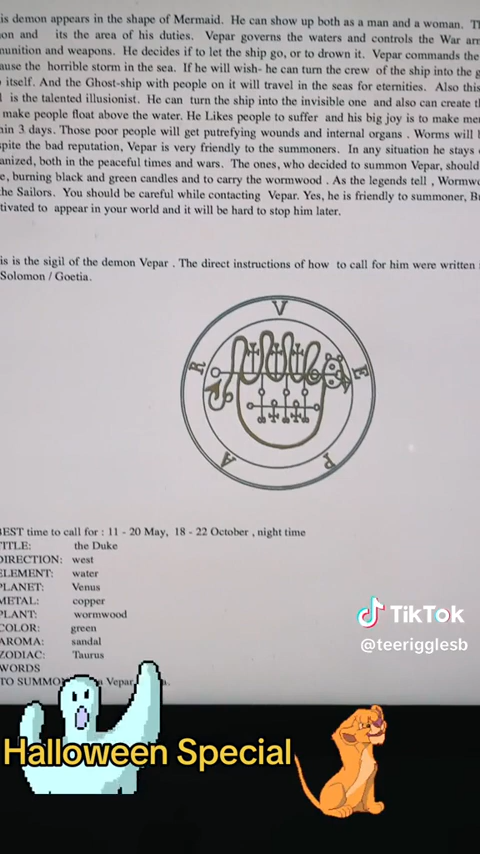 is demon appears in the shape of Mermaid. He can show up both as a man and a woman.
on and its the area of his duties. Vepar governs the waters and controls the War
munition and weapons. He decides if to let the ship go, or to drown it. Vepar commands the
ause the horrible storm in the sea. If he will wish- he can turn the crew of the ship into the
itself. And the Ghost-ship with people on it will travel in the seas for eternities. Also this
is the talented illusionist. He can turn the ship into the invisible one and also can create
make people float above the water. He Likes people to suffer and his big joy is to make
hin 3 days. Those poor people will get putrefying wounds and internal organs . Worms will
spite the bad reputation, Vepar is very friendly to the summoners. In any situation he stays
anized, both in the peaceful times and wars. The ones, who decided to summon Vepar, should
e, burning black and green candles and to carry the wormwood . As the legends tell ,
the Sailors. You should be careful while contacting Vepar. Yes, he is friendly to summoner,
tivated to appear in your world and it will be hard to stop him later.
is is the sigil of the demon Vepar . The direct instructions of how to call for him were written
Solomon / Goetia.
V
E
P
A
R
BEST time to call for : 11 - 20 May, 18 - 22 October , night time
TITLE: the Duke
DIRECTION: west
ELEMENT: water
PLANET: Venus
METAL: copper
PLANT: wormwood
COLOR: green
AROMA: sandal
ZODIAC: Taurus
WORDS
TO SUMMO Vepar
TikTok
@teerigglesb
Halloween Special